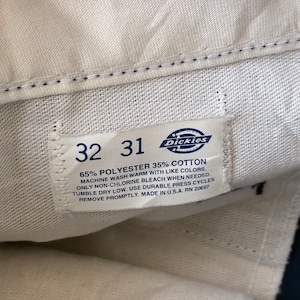 32 31 Dickies
65% POLYESTER 35% COTTON
MACHINE WASH WARM WITH LIKE COLORS.
ONLY NON-CHLORINE BLEACH WHEN NEEDED.
TUMBLE DRY LOW. USE DURABLE PRESS CYCLES
REMOVE PROMPTLY. MADE IN U.S.A. RN 20697